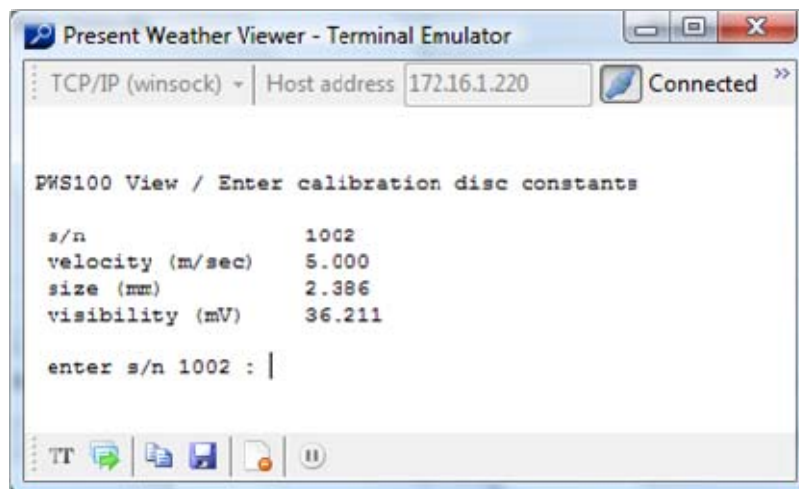 Present Weather Viewer - Terminal Emulator
TCP/IP (winsock) Host address 172.16.1.220 Connected »
PWS100 View / Enter calibration disc constants
s/n 1002
velocity (m/sec) 5.000
size (mm) 2.386
visibility (mV) 36.211
enter s/n 1002 :
TT